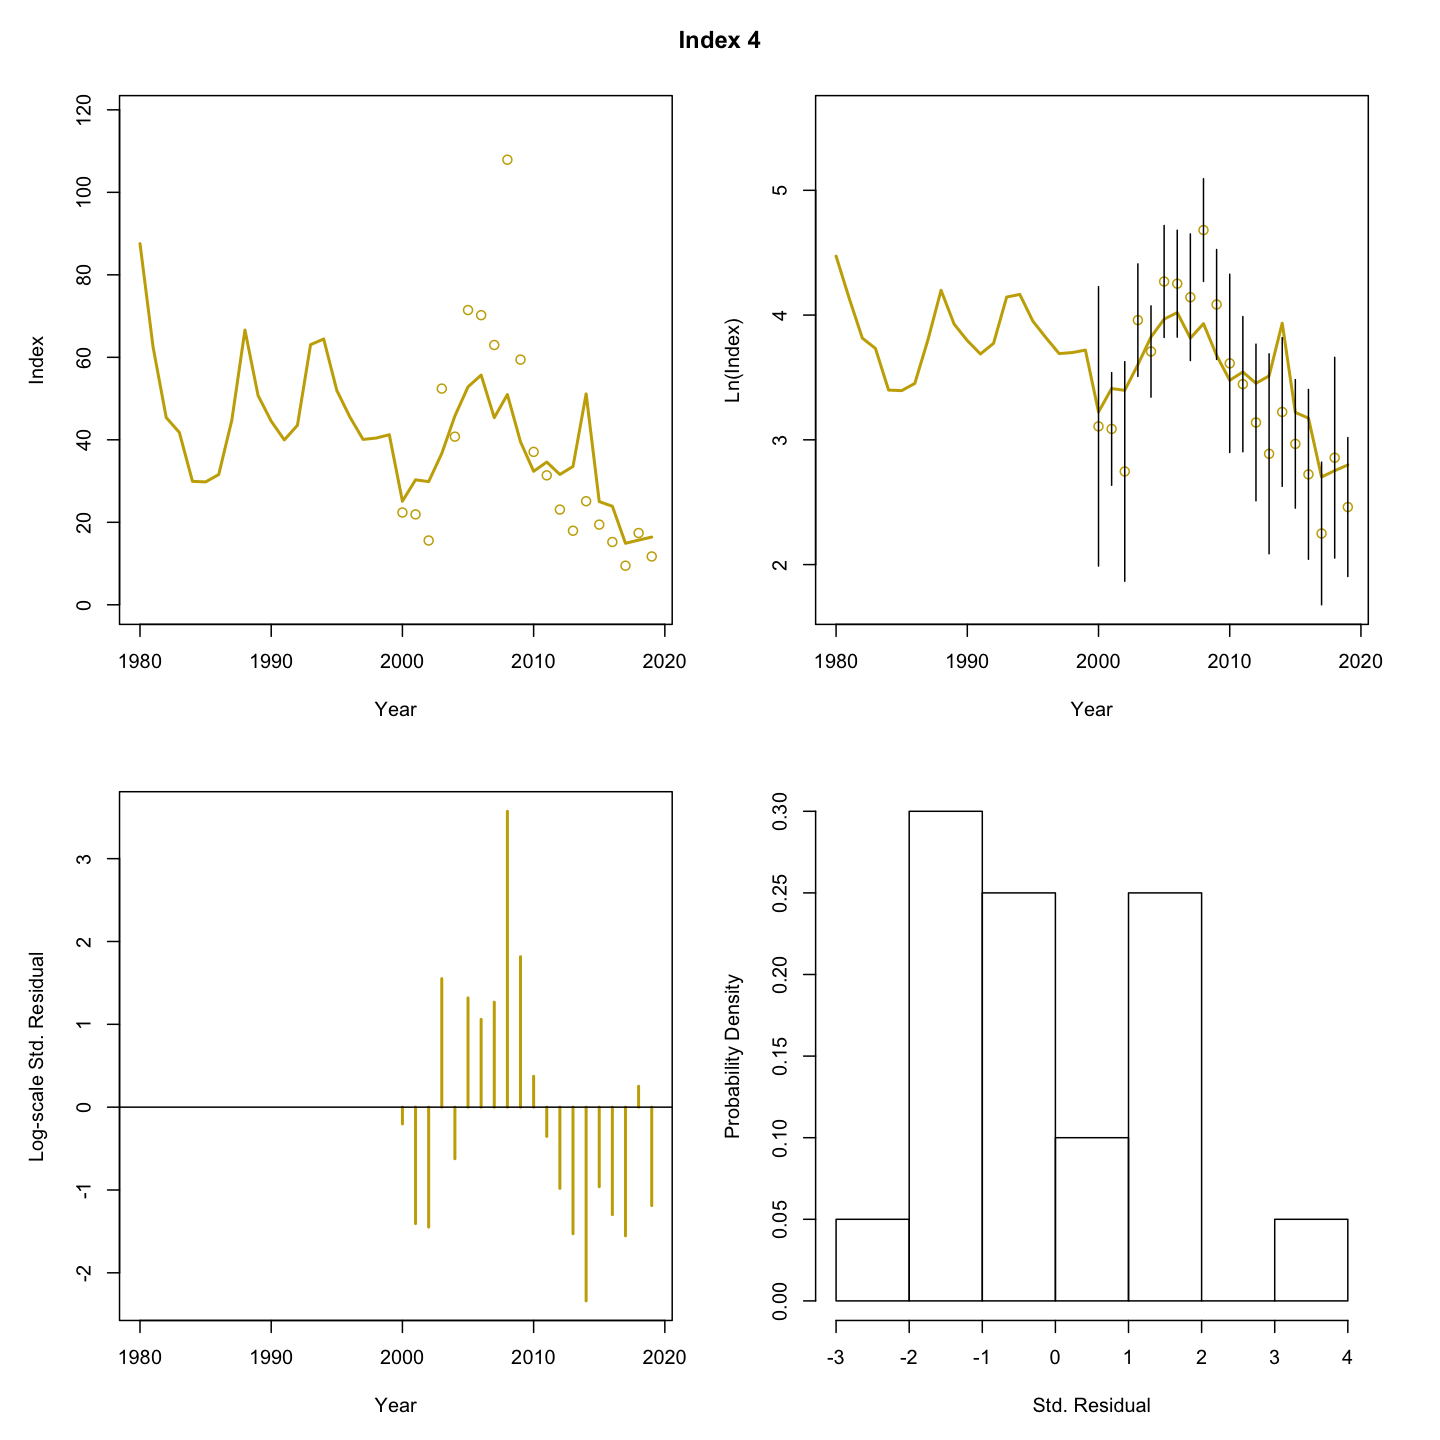 Index 4
120
100
80
60
40
20
0
Index
1980 1990 2000 2010 2020
Year
5
4
3
2
Ln(Index)
1980 1990 2000 2010 2020
Year
3
2
1
0
-1
-2
Log-scale Std. Residual
1980 1990 2000 2010 2020
Year
0.30
0.25
0.20
0.15
0.10
0.05
0.00
Probability Density
-3 -2 -1 0 1 2 3 4
Std. Residual